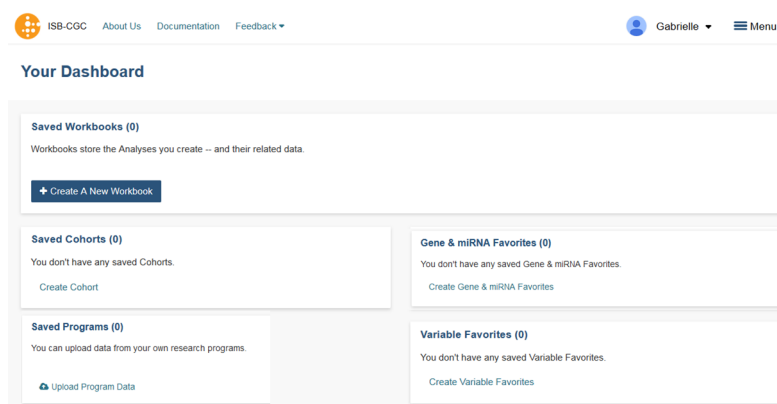 ISB-CGC About Us Documentation Feedback Gabrielle Menu
Your Dashboard
Saved Workbooks (0)
Workbooks store the Analyses you create -- and their related data.
+ Create A New Workbook
Saved Cohorts (0)
You don't have any saved Cohorts.
Create Cohort
Gene & miRNA Favorites (0)
You don't have any saved Gene & miRNA Favorites.
Create Gene & miRNA Favorites
Saved Programs (0)
You can upload data from your own research programs.
Upload Program Data
Variable Favorites (0)
You don't have any saved Variable Favorites.
Create Variable Favorites